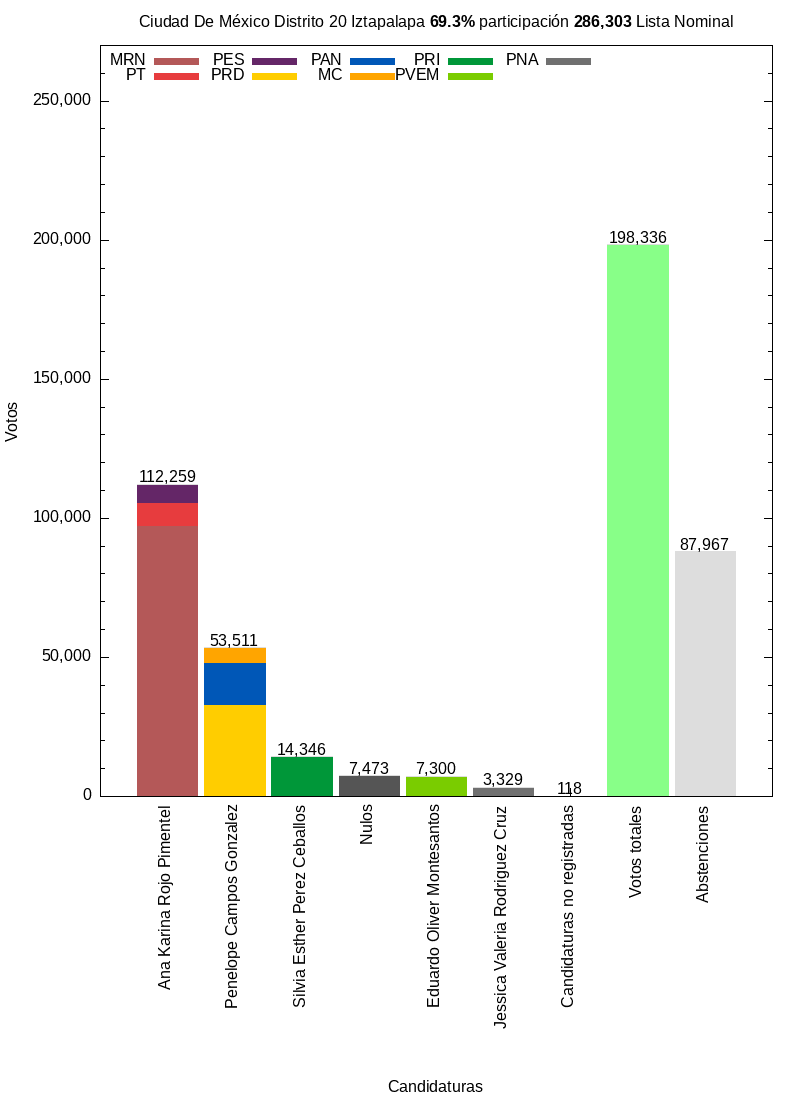 Ciudad De México Distrito 20 Iztapalapa 69.3% participación 286,303 Lista Nominal
MRN PES PAN PRI PNA
PT PRD MC PVEM
250,000
200,000
150,000
100,000
50,000
0
Votos
112,259
53,511
14,346
7,473
7,300
3,329
118
198,336
87,967
Ana Karina Rojo Pimentel
Penelope Campos Gonzalez
Silvia Esther Perez Ceballos
Nulos
Eduardo Oliver Montesantos
Jessica Valeria Rodriguez Cruz
Candidaturas no registradas
Votos totales
Abstenciones
Candidaturas